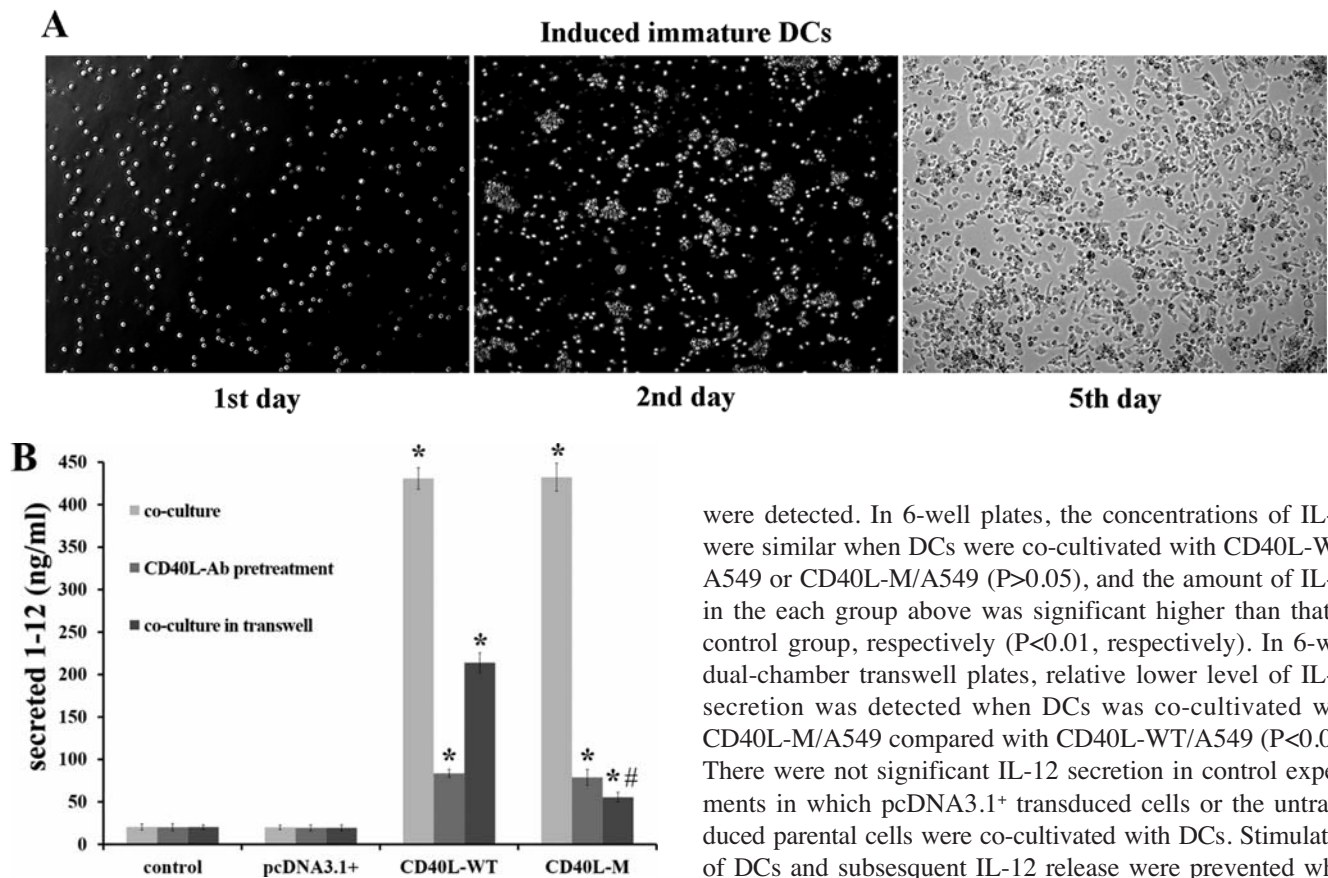 A
Induced immature DCs
1st day
2nd day
5th day
B
secreted 1-12 (ng/ml)
450
400
350
300
250
200
150
100
50
0
co-culture
CD40L-Ab pretreatment
co-culture in transwell
* * * * * *#
control pcDNA3.1+ CD40L-WT CD40L-M
were detected. In 6-well plates, the concentrations of IL-
were similar when DCs were co-cultivated with CD40L-W
A549 or CD40L-M/A549 (P>0.05), and the amount of IL-
in the each group above was significant higher than that
control group, respectively (P<0.01, respectively). In 6-w
dual-chamber transwell plates, relative lower level of IL-
secretion was detected when DCs was co-cultivated w
CD40L-M/A549 compared with CD40L-WT/A549 (P<0.0
There were not significant IL-12 secretion in control expe
ments in which pcDNA3.1+ transduced cells or the untra
duced parental cells were co-cultivated with DCs. Stimulat
of DCs and subsesquent IL-12 release were prevented wh